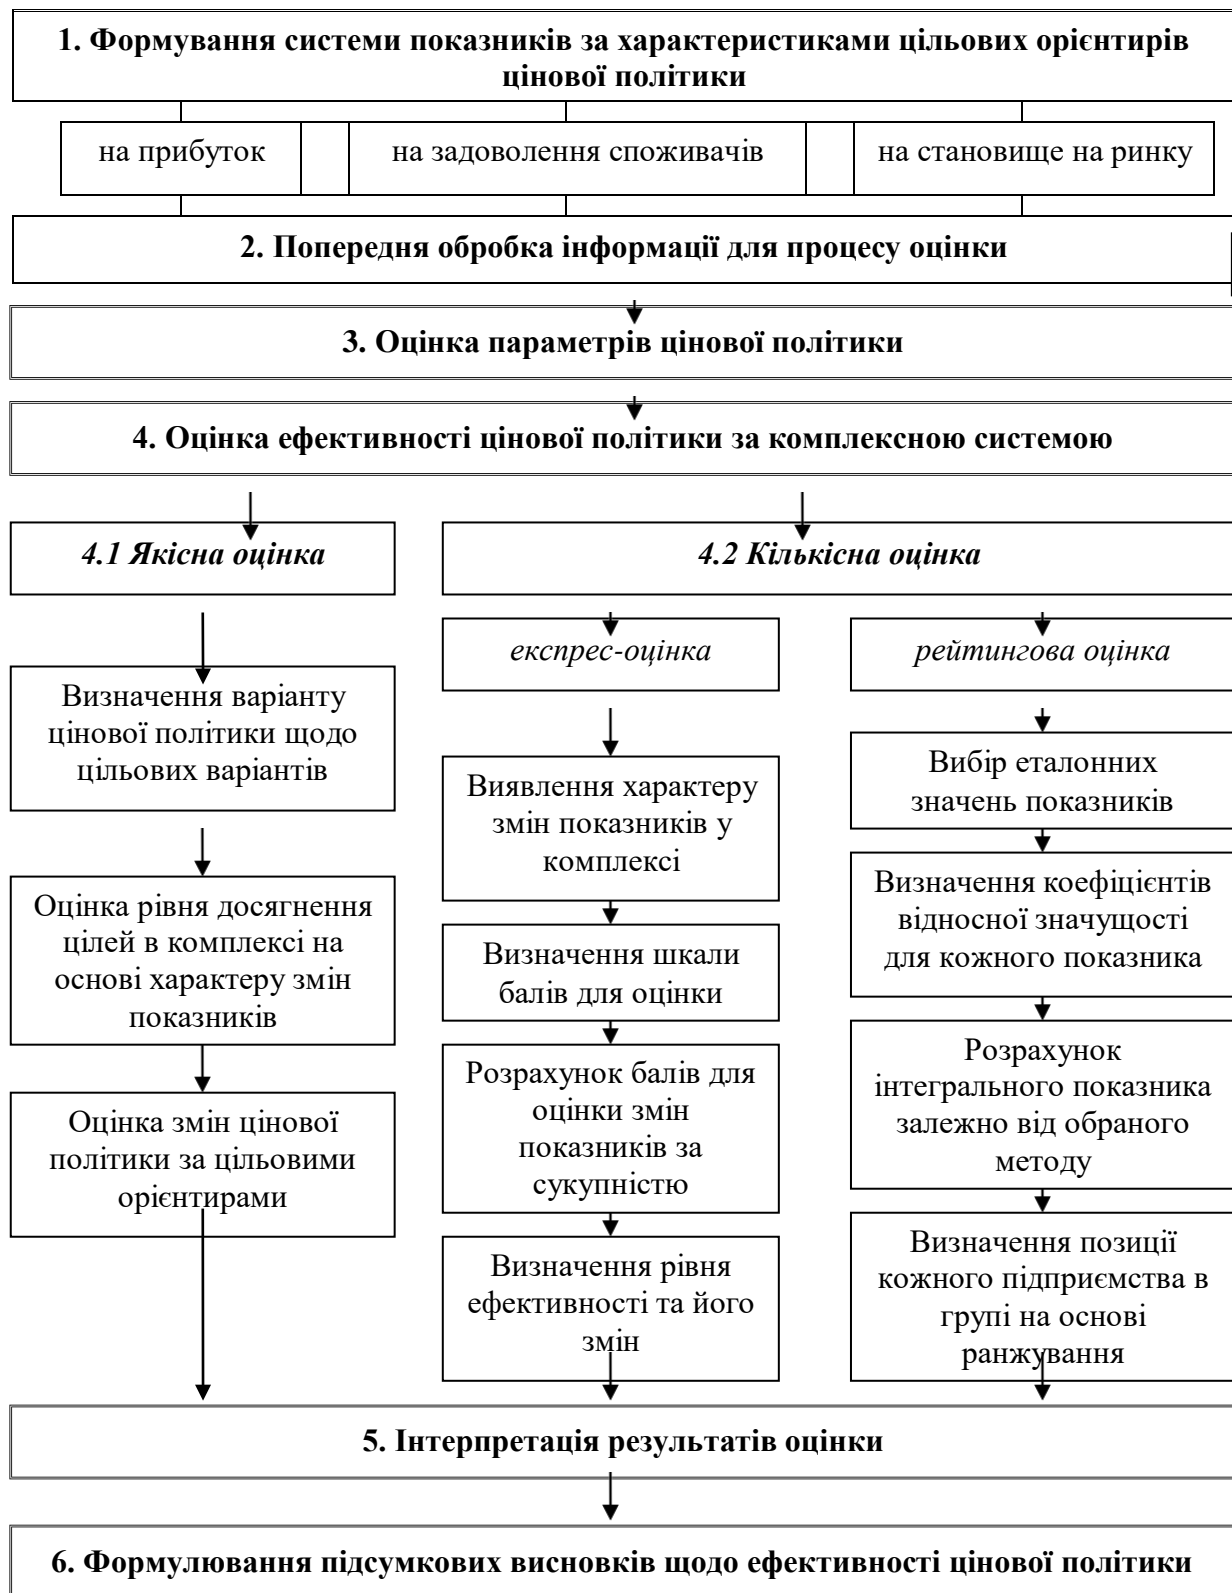 1. Формування системи показників за характеристиками цільових орієнтирів
цінової політики
на прибуток
на задоволення споживачів
на становище на ринку
2. Попередня обробка інформації для процесу оцінки
3. Оцінка параметрів цінової політики
4. Оцінка ефективності цінової політики за комплексною системою
4.1 Якісна оцінка
4.2 Кількісна оцінка
Визначення варіанту
цінової політики щодо
цільових варіантів
Оцінка рівня досягнення
цілей в комплексі на
основі характеру змін
показників
Оцінка змін цінової
політики за цільовими
орієнтирами
експрес-оцінка
Виявлення характеру
змін показників у
комплексі
Визначення шкали
балів для оцінки
Розрахунок балів для
оцінки змін
показників за
сукупністю
Визначення рівня
ефективності та його
змін
рейтингова оцінка
Вибір еталонних
значень показників
Визначення коефіцієнтів
відносної значущості
для кожного показника
Розрахунок
інтегрального показника
залежно від обраного
методу
Визначення позиції
кожного підприємства в
групі на основі
ранжування
5. Інтерпретація результатів оцінки
6. Формулювання підсумкових висновків щодо ефективності цінової політики